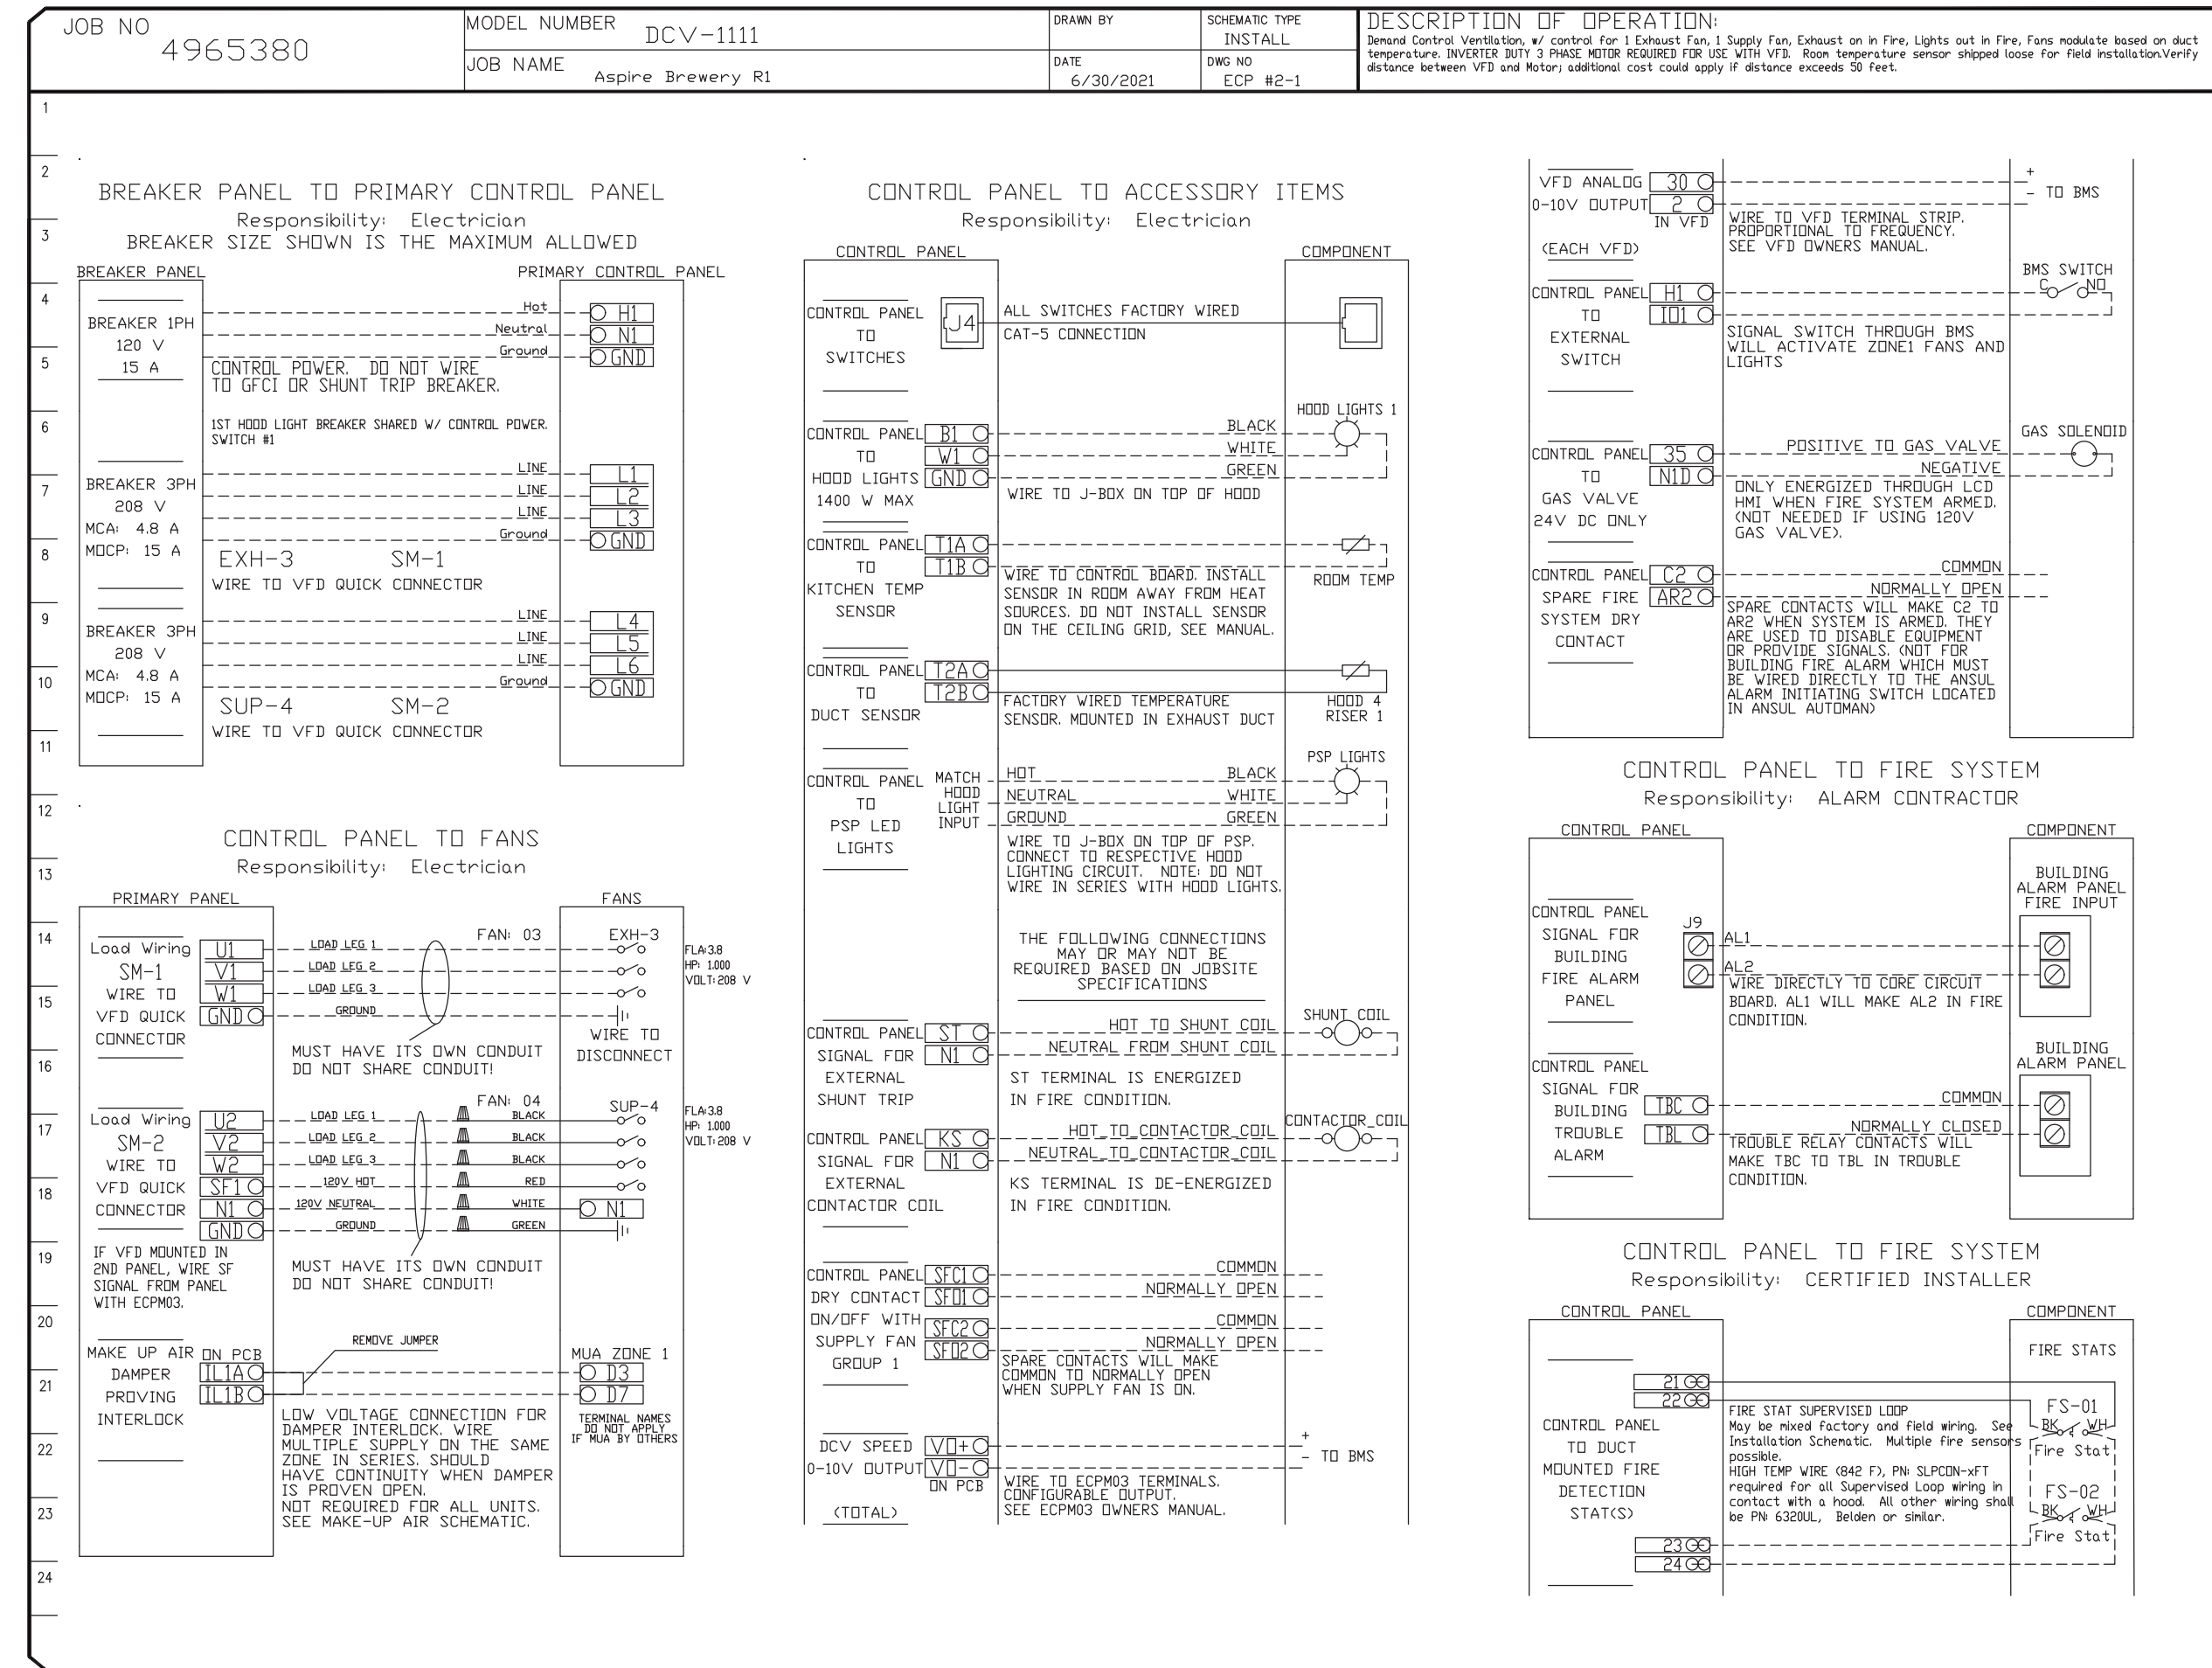 JOB NO
4965380
MODEL NUMBER
DCV-1111
JOB NAME
Aspire Brewery R1
DRAWN BY
DATE
6/30/2021
SCHEMATIC TYPE
INSTALL
DWG NO
ECP #2-1
DESCRIPTION OF OPERATION:
Demand Control Ventilation, w/ control for 1 Exhaust Fan, 1 Supply Fan, Exhaust on in Fire, Lights out in Fire, Fans modulate based on duct
temperature. INVERTER DUTY 3 PHASE MOTOR REQUIRED FOR USE WITH VFD. Room temperature sensor shipped loose for field installation.Verify
distance between VFD and Motor; additional cost could apply if distance exceeds 50 feet.
1
2
3
4
5
6
7
8
9
10
11
12
13
14
15
16
17
18
19
20
21
22
23
24
BREAKER PANEL TO PRIMARY CONTROL PANEL
Responsibility: Electrician
BREAKER SIZE SHOWN IS THE MAXIMUM ALLOWED
BREAKER PANEL
PRIMARY CONTROL PANEL
BREAKER 1PH
120 V
15 A
Hot
H1
Neutral
N1
Ground
GND
CONTROL POWER. DO NOT WIRE
TO GFCI OR SHUNT TRIP BREAKER.
1ST HOOD LIGHT BREAKER SHARED W/ CONTROL POWER.
SWITCH #1
BREAKER 3PH
208 V
MCA: 4.8 A
MOCP: 15 A
LINE
L1
LINE
L2
LINE
L3
Ground
GND
EXH-3 SM-1
WIRE TO VFD QUICK CONNECTOR
BREAKER 3PH
208 V
MCA: 4.8 A
MOCP: 15 A
LINE
L4
LINE
L5
LINE
L6
Ground
GND
SUP-4 SM-2
WIRE TO VFD QUICK CONNECTOR
CONTROL PANEL TO FANS
Responsibility: Electrician
PRIMARY PANEL
FANS
Load Wiring
SM-1
WIRE TO
VFD QUICK
CONNECTOR
U1
V1
W1
GND
LOAD LEG 1
LOAD LEG 2
LOAD LEG 3
GROUND
FAN: 03
EXH-3
FLA:3.8
HP: 1.000
VOLT:208 V
WIRE TO
DISCONNECT
MUST HAVE ITS OWN CONDUIT
DO NOT SHARE CONDUIT!
Load Wiring
SM-2
WIRE TO
VFD QUICK
CONNECTOR
U2
V2
W2
SF1
N1
GND
LOAD LEG 1
LOAD LEG 2
LOAD LEG 3
120V HOT
120V NEUTRAL
GROUND
FAN: 04
BLACK
BLACK
BLACK
RED
WHITE
GREEN
SUP-4
N1
FLA:3.8
HP: 1.000
VOLT:208 V
IF VFD MOUNTED IN
2ND PANEL, WIRE SF
SIGNAL FROM PANEL
WITH ECPM03.
MUST HAVE ITS OWN CONDUIT
DO NOT SHARE CONDUIT!
MAKE UP AIR
DAMPER
PROVING
INTERLOCK
ON PCB
IL1A
IL1B
REMOVE JUMPER
MUA ZONE 1
D3
D7
TERMINAL NAMES
DO NOT APPLY
IF MUA BY OTHERS
LOW VOLTAGE CONNECTION FOR
DAMPER INTERLOCK. WIRE
MULTIPLE SUPPLY ON THE SAME
ZONE IN SERIES. SHOULD
HAVE CONTINUITY WHEN DAMPER
IS PROVEN OPEN.
NOT REQUIRED FOR ALL UNITS.
SEE MAKE-UP AIR SCHEMATIC.
CONTROL PANEL TO ACCESSORY ITEMS
Responsibility: Electrician
CONTROL PANEL
COMPONENT
CONTROL PANEL
TO
SWITCHES
J4
ALL SWITCHES FACTORY WIRED
CAT-5 CONNECTION
CONTROL PANEL
TO
HOOD LIGHTS
1400 W MAX
B1
W1
GND
BLACK
WHITE
GREEN
HOOD LIGHTS 1
WIRE TO J-BOX ON TOP OF HOOD
CONTROL PANEL
TO
KITCHEN TEMP
SENSOR
T1A
T1B
ROOM TEMP
WIRE TO CONTROL BOARD. INSTALL
SENSOR IN ROOM AWAY FROM HEAT
SOURCES. DO NOT INSTALL SENSOR
ON THE CEILING GRID, SEE MANUAL.
CONTROL PANEL
TO
DUCT SENSOR
T2A
T2B
FACTORY WIRED TEMPERATURE
SENSOR. MOUNTED IN EXHAUST DUCT
HOOD 4
RISER 1
CONTROL PANEL
TO
PSP LED
LIGHTS
MATCH
HOOD
LIGHT
INPUT
HOT
NEUTRAL
GROUND
BLACK
WHITE
GREEN
PSP LIGHTS
WIRE TO J-BOX ON TOP OF PSP.
CONNECT TO RESPECTIVE HOOD
LIGHTING CIRCUIT. NOTE: DO NOT
WIRE IN SERIES WITH HOOD LIGHTS.
THE FOLLOWING CONNECTIONS
MAY OR MAY NOT BE
REQUIRED BASED ON JOBSITE
SPECIFICATIONS
CONTROL PANEL
SIGNAL FOR
EXTERNAL
SHUNT TRIP
ST
N1
HOT TO SHUNT COIL
NEUTRAL FROM SHUNT COIL
SHUNT COIL
ST TERMINAL IS ENERGIZED
IN FIRE CONDITION.
CONTROL PANEL
SIGNAL FOR
EXTERNAL
CONTACTOR COIL
KS
N1
HOT TO CONTACTOR COIL
NEUTRAL TO CONTACTOR COIL
CONTACTOR COIL
KS TERMINAL IS DE-ENERGIZED
IN FIRE CONDITION.
CONTROL PANEL
DRY CONTACT
ON/OFF WITH
SUPPLY FAN
GROUP 1
SFC1
SFO1
SFC2
SFO2
COMMON
NORMALLY OPEN
COMMON
NORMALLY OPEN
SPARE CONTACTS WILL MAKE
COMMON TO NORMALLY OPEN
WHEN SUPPLY FAN IS ON.
DCV SPEED
0-10V OUTPUT
(TOTAL)
VO+
VO-
ON PCB
+
- TO BMS
WIRE TO ECPM03 TERMINALS.
CONFIGURABLE OUTPUT.
SEE ECPM03 OWNERS MANUAL.
VFD ANALOG
0-10V OUTPUT
(EACH VFD)
30
2
IN VFD
+
- TO BMS
WIRE TO VFD TERMINAL STRIP.
PROPORTIONAL TO FREQUENCY.
SEE VFD OWNERS MANUAL.
CONTROL PANEL
TO
EXTERNAL
SWITCH
H1
IO1
BMS SWITCH
C NO
SIGNAL SWITCH THROUGH BMS
WILL ACTIVATE ZONE1 FANS AND
LIGHTS
CONTROL PANEL
TO
GAS VALVE
24V DC ONLY
35
N1D
POSITIVE TO GAS VALVE
NEGATIVE
GAS SOLENOID
ONLY ENERGIZED THROUGH LCD
HMI WHEN FIRE SYSTEM ARMED.
(NOT NEEDED IF USING 120V
GAS VALVE).
CONTROL PANEL
SPARE FIRE
SYSTEM DRY
CONTACT
C2
AR2
COMMON
NORMALLY OPEN
SPARE CONTACTS WILL MAKE C2 TO
AR2 WHEN SYSTEM IS ARMED. THEY
ARE USED TO DISABLE EQUIPMENT
OR PROVIDE SIGNALS. (NOT FOR
BUILDING FIRE ALARM WHICH MUST
BE WIRED DIRECTLY TO THE ANSUL
ALARM INITIATING SWITCH LOCATED
IN ANSUL AUTOMAN)
CONTROL PANEL TO FIRE SYSTEM
Responsibility: ALARM CONTRACTOR
CONTROL PANEL
COMPONENT
CONTROL PANEL
SIGNAL FOR
BUILDING
FIRE ALARM
PANEL
J9
AL1
AL2
BUILDING
ALARM PANEL
FIRE INPUT
WIRE DIRECTLY TO CORE CIRCUIT
BOARD. AL1 WILL MAKE AL2 IN FIRE
CONDITION.
CONTROL PANEL
SIGNAL FOR
BUILDING
TROUBLE
ALARM
TBC
TBL
COMMON
NORMALLY CLOSED
BUILDING
ALARM PANEL
TROUBLE RELAY CONTACTS WILL
MAKE TBC TO TBL IN TROUBLE
CONDITION.
CONTROL PANEL TO FIRE SYSTEM
Responsibility: CERTIFIED INSTALLER
CONTROL PANEL
COMPONENT
FIRE STATS
21
22
CONTROL PANEL
TO DUCT
MOUNTED FIRE
DETECTION
STAT(S)
23
24
FIRE STAT SUPERVISED LOOP
May be mixed factory and field wiring. See
Installation Schematic. Multiple fire sensors
possible.
HIGH TEMP WIRE (842 F), PN: SLPCON-xFT
required for all Supervised Loop wiring in
contact with a hood. All other wiring shall
be PN: 6320UL, Belden or similar.
FS-01
BK WH
Fire Stat
FS-02
BK WH
Fire Stat